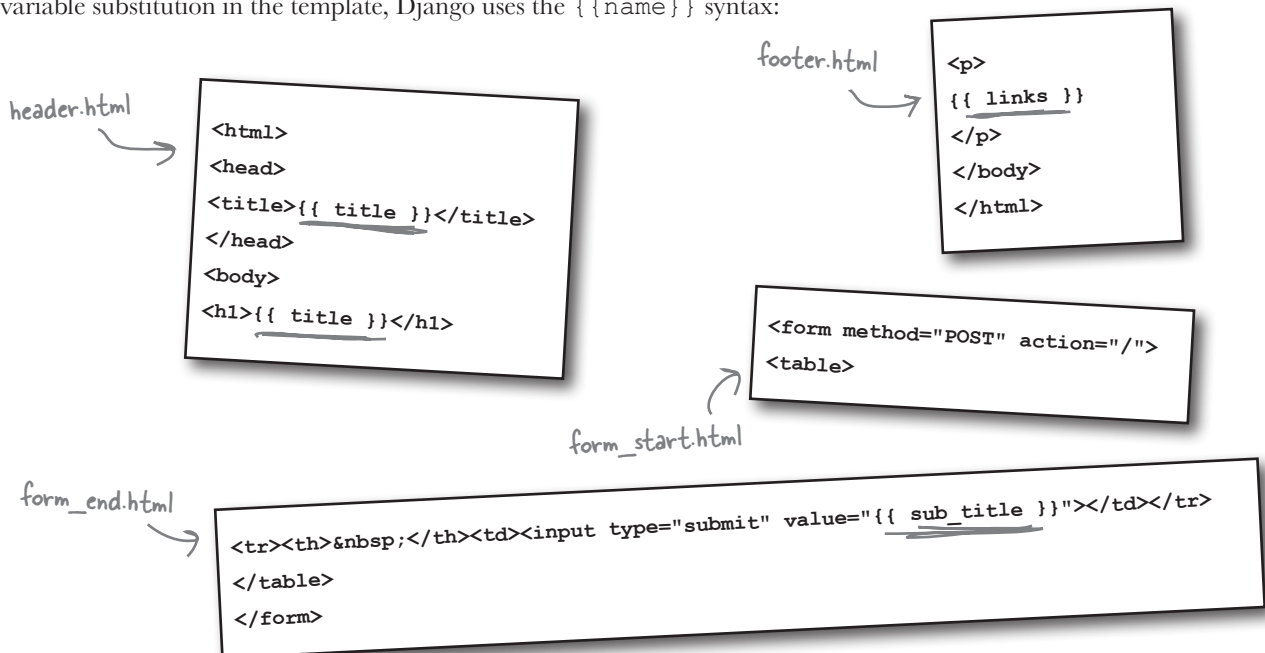 variable substitution in the template, Django uses the {{name}} syntax:
header.html
<html>
<head>
<title>{{ title }}</title>
</head>
<body>
<h1>{{ title }}</h1>
footer.html
<p>
{{ links }}
</p>
</body>
</html>
<form method="POST" action="/">
<table>
form_start.html
form_end.html
<tr><th>&nbsp;</th><td><input type="submit" value="{{ sub_title }}"></td></tr>
</table>
</form>